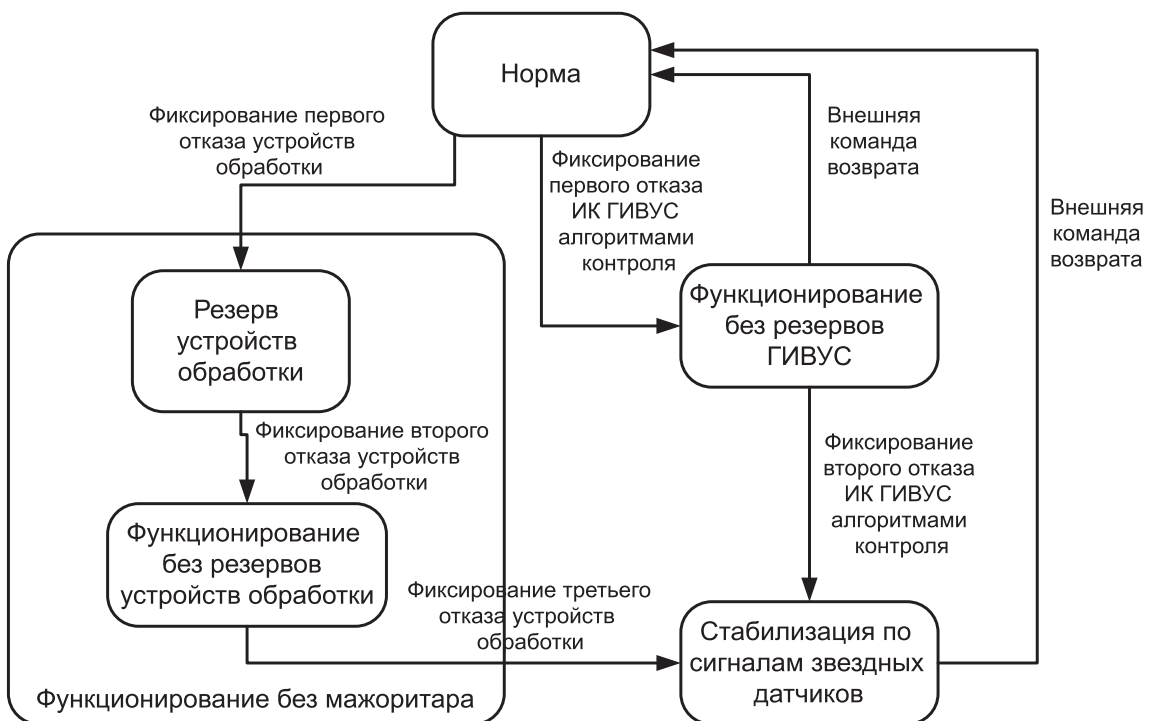 Норма
Фиксирование первого
отказа устройств
обработки
Фиксирование
первого отказа
ИК ГИВУС
алгоритмами
контроля
Внешняя
команда
возврата
Внешняя
команда
возврата
Резерв
устройств
обработки
Функционирование
без резервов
ГИВУС
Фиксирование второго
отказа устройств
обработки
Фиксирование
второго отказа
ИК ГИВУС
алгоритмами
контроля
Функционирование
без резервов
устройств обработки
Фиксирование третьего
отказа устройств
обработки
Стабилизация по
сигналам звездных
датчиков
Функционирование без мажоритара